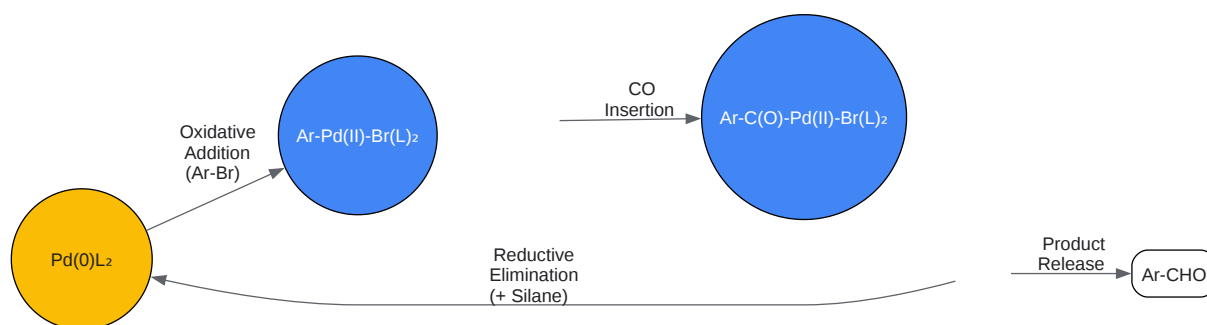 Oxidative
Addition
(Ar-Br)
Ar-Pd(II)-Br(L)₂
CO
Insertion
Ar-C(O)-Pd(II)-Br(L)₂
Pd(0)L₂
Reductive
Elimination
(+ Silane)
Product
Release
Ar-CHO